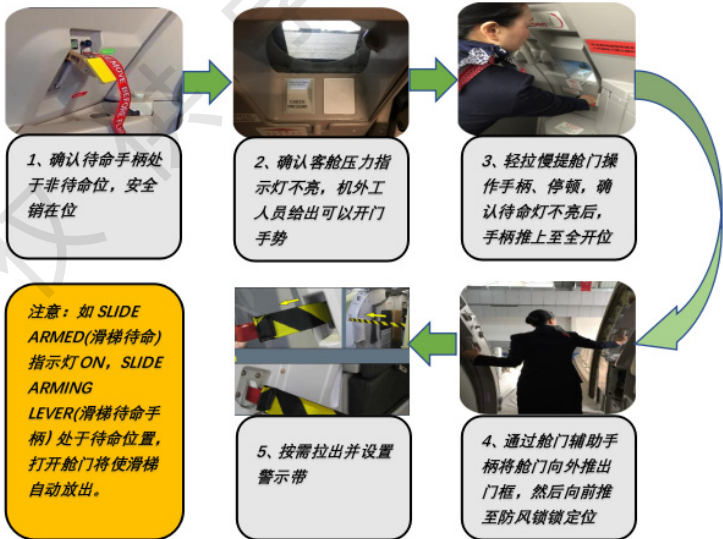 MOVE BEFORE
1、确认待命手柄处
于非待命位，安全
销在位
2、确认客舱压力指
示灯不亮，机外工
人员给出可以开门
手势
3、轻拉慢提舱门操
作手柄、停顿，确
认待命灯不亮后，
手柄推上至全开位
4、通过舱门辅助手
柄将舱门向外推出
门框，然后向前推
至防风锁锁定位
5、按需拉出并设置
警示带
注意：如 SLIDE
ARMED(滑梯待命)
指示灯 ON，SLIDE
ARMING
LEVER(滑梯待命手
柄）处于待命位置，
打开舱门将使滑梯
自动放出。